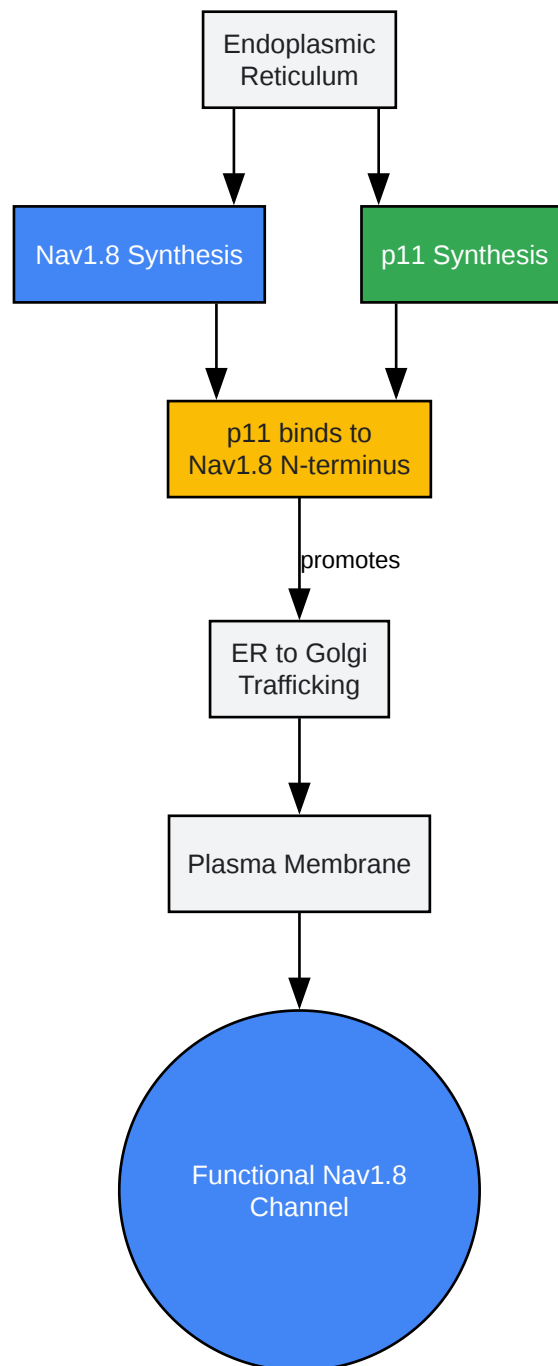 Endoplasmic
Reticulum
Nav1.8 Synthesis
p11 Synthesis
p11 binds to
Nav1.8 N-terminus
promotes
ER to Golgi
Trafficking
Plasma Membrane
Functional Nav1.8
Channel